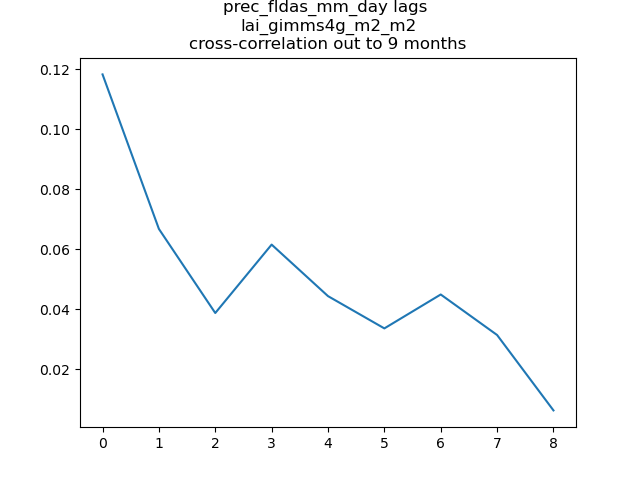 prec_fldas_mm_day lags
lai_gimms4g_m2_m2
cross-correlation out to 9 months
0.12
0.10
0.08
0.06
0.04
0.02
0 1 2 3 4 5 6 7 8